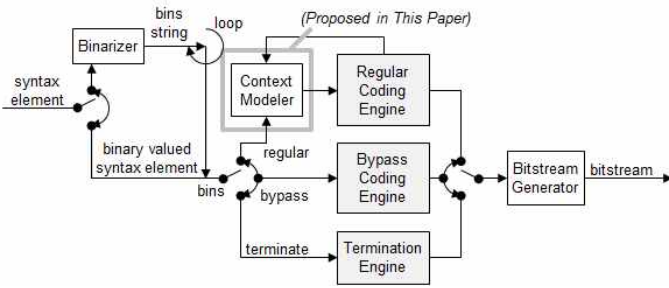 bins
string
loop
(Proposed in This Paper)
Binarizer
syntax
element
Context
Modeler
Regular
Coding
Engine
binary valued
syntax element
regular
bins
bypass
Bypass
Coding
Engine
Bitstream
Generator
bitstream
terminate
Termination
Engine